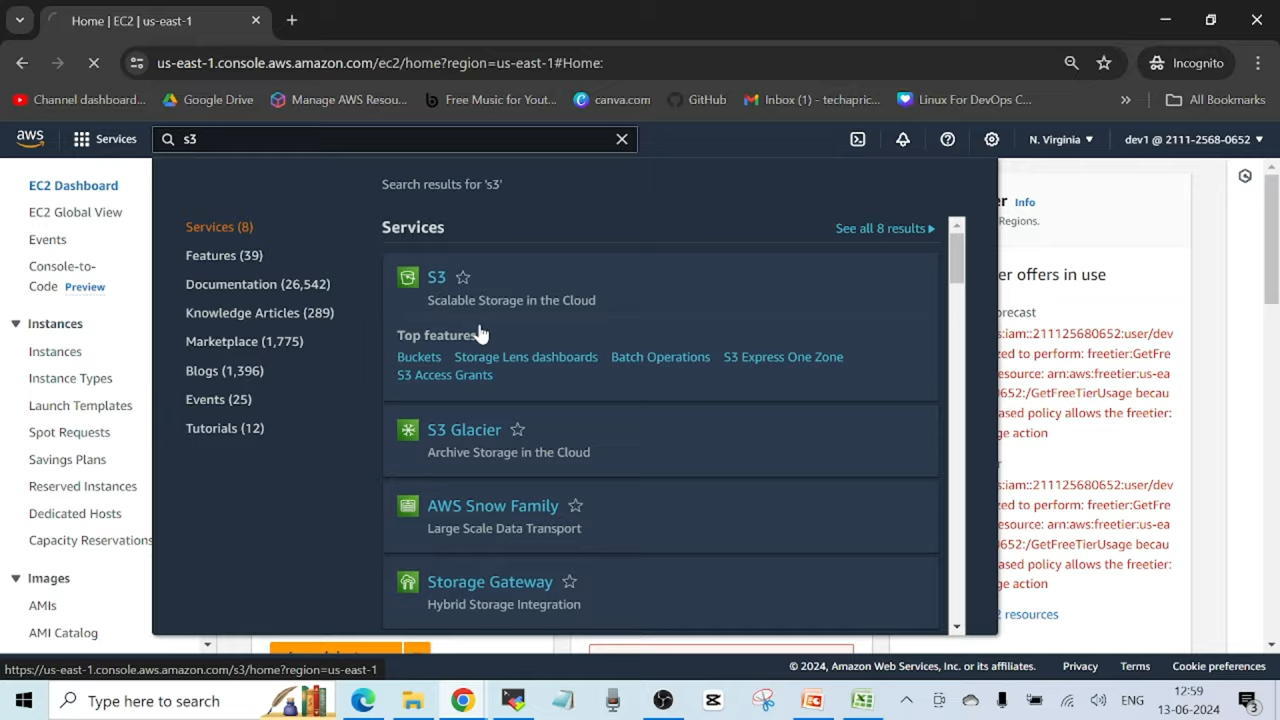 Home | EC2 | us-east-1
us-east-1.console.aws.amazon.com/ec2/home?region=us-east-1#Home:
Incognito
Channel dashboard...
Google Drive
Manage AWS Resou...
Free Music for Yout...
canva.com
GitHub
Inbox (1) - techapric...
Linux For DevOps C...
All Bookmarks
aws
Services
s3
N. Virginia
dev1 @ 2111-2568-0652
EC2 Dashboard
EC2 Global View
Events
Console-to-
Code Preview
Instances
Instances
Instance Types
Launch Templates
Spot Requests
Savings Plans
Reserved Instances
Dedicated Hosts
Capacity Reservations
Images
AMIs
AMI Catalog
Search results for 's3'
Services (8)
Features (39)
Documentation (26,542)
Knowledge Articles (289)
Marketplace (1,775)
Blogs (1,396)
Events (25)
Tutorials (12)
Services
See all 8 results
S3
Scalable Storage in the Cloud
Top features
Buckets Storage Lens dashboards Batch Operations S3 Express One Zone
S3 Access Grants
S3 Glacier
Archive Storage in the Cloud
AWS Snow Family
Large Scale Data Transport
Storage Gateway
Hybrid Storage Integration
er Info
Regions.
er offers in use
orecast
s:iam::211125680652:user/dev
zed to perform: freetier:GetFre
esource: arn:aws:freetier:us-ea
652:/GetFreeTierUsage becau
ased policy allows the freetier:
ge action
r
s:iam::211125680652:user/dev
zed to perform: freetier:GetFre
esource: arn:aws:freetier:us-ea
652:/GetFreeTierUsage becau
ased policy allows the freetier:
ge action
2 resources
https://us-east-1.console.aws.amazon.com/s3/home?region=us-east-1
© 2024, Amazon Web Services, Inc. or its affiliates.
Privacy
Terms
Cookie preferences
Type here to search
ENG
12:59
13-06-2024
3